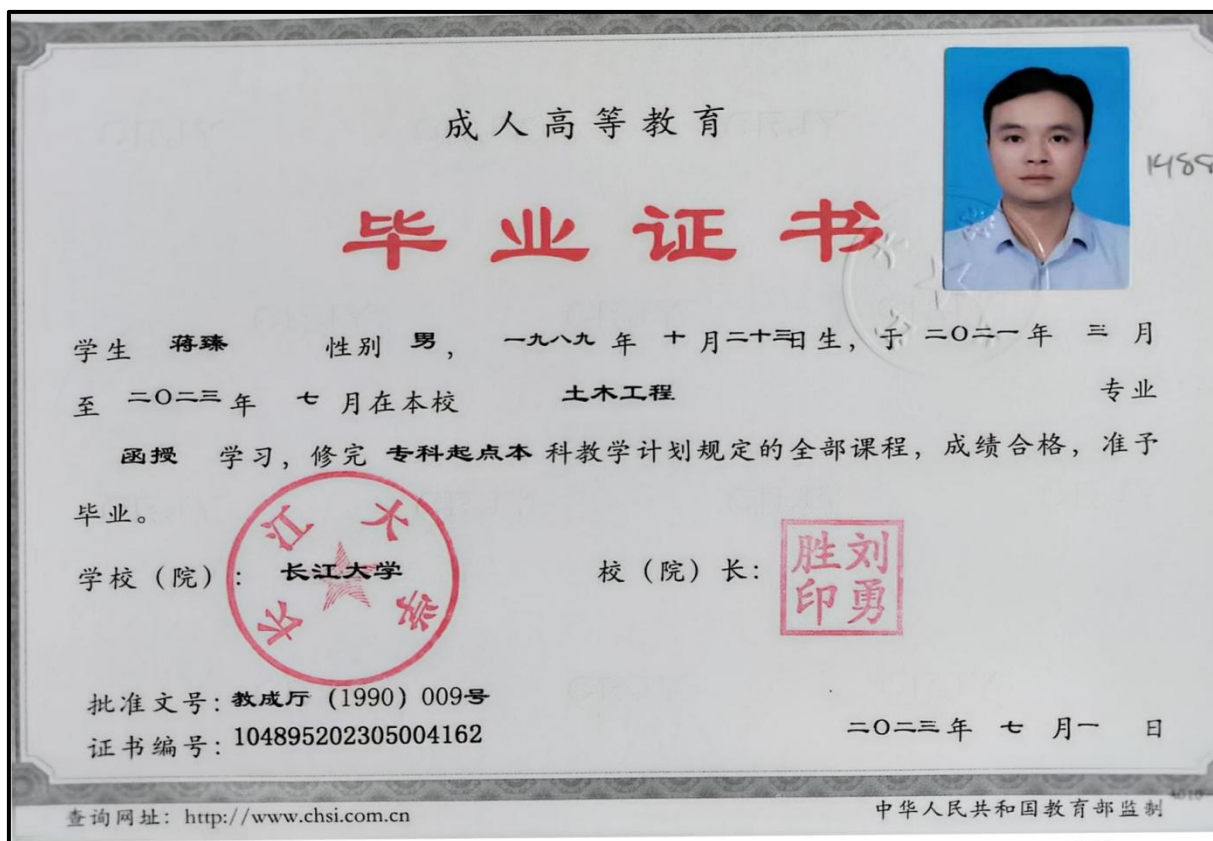 成人高等教育
1488
毕业证书
学生 蒋臻 性别 男， 一九八九 年 十 月二十三日生，于 二〇二一年 三 月
至 二〇二三 年 七 月在本校 土木工程 专业
函授 学习，修完 专科起点本 科教学计划规定的全部课程，成绩合格，准予
毕业。
学校（院）： 长江大学 校（院）长：
长江大学
刘勇胜印
批准文号：教成厅 (1990) 009号
证书编号：104895202305004162
二〇二三年 七 月一 日
查询网址：http://www.chsi.com.cn
中华人民共和国教育部监制